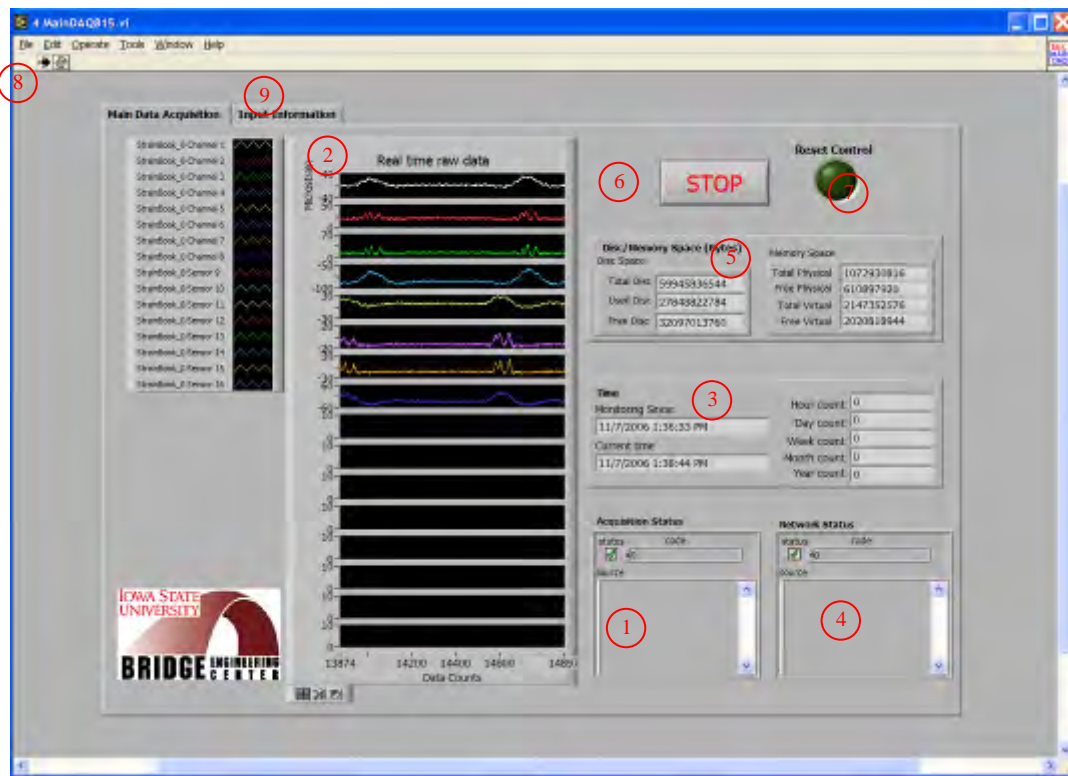 4 MainDAQ815.vi
File Edit Operate Tools Window Help
8
9
Main Data Acquisition Input Information
StrainBook_0 Channel 1
StrainBook_0 Channel 2
StrainBook_0 Channel 3
StrainBook_0 Channel 4
StrainBook_0 Channel 5
StrainBook_0 Channel 6
StrainBook_0 Channel 7
StrainBook_0 Channel 8
StrainBook_0 Sensor 9
StrainBook_0 Sensor 10
StrainBook_0 Sensor 11
StrainBook_0 Sensor 12
StrainBook_0 Sensor 13
StrainBook_0 Sensor 14
StrainBook_0 Sensor 15
StrainBook_0 Sensor 16
2
Real time raw data
Microstrain
13874 14200 14400 14600
Data Counts
6
STOP
Reset Control
7
Disc/Memory Space (Bytes)
5
Disc Space
Total Disc 59945836544
Used Disc 27848822784
Free Disc 32097013760
Memory Space
Total Physical 1072930816
Free Physical 610897920
Total Virtual 2147352576
Free Virtual 2020818944
Time
3
Monitoring Since
11/7/2006 1:36:33 PM
Current time
11/7/2006 1:38:44 PM
Hour count 0
Day count 0
Week count 0
Month count 0
Year count 0
Acquisition Status
status code
source
1
Network Status
status code
source
4
IOWA STATE
UNIVERSITY
BRIDGE ENGINEERING
CENTER